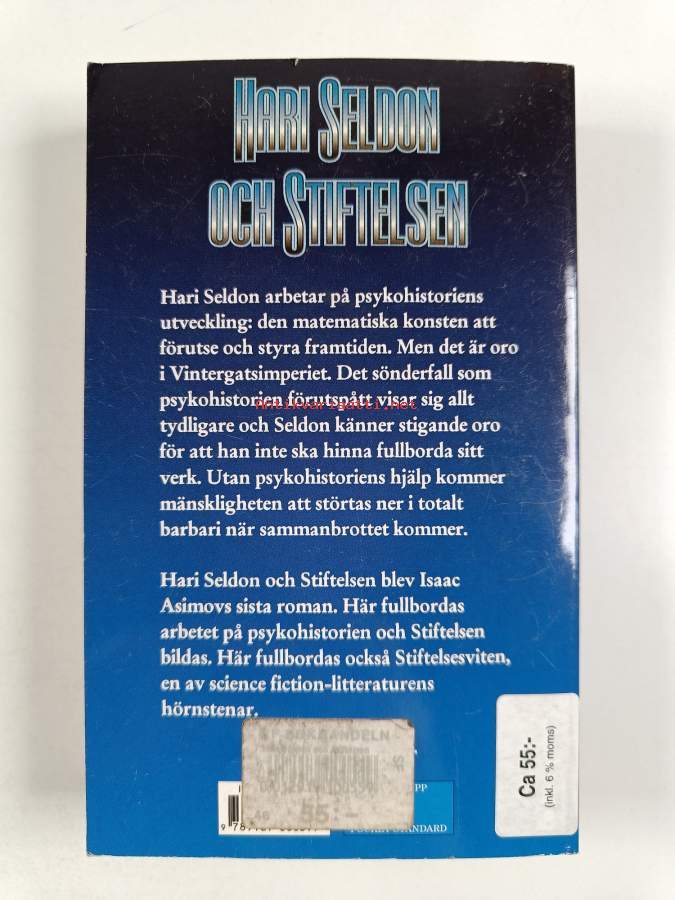 HARI SELDON
OCH STIFTELSEN
Hari Seldon arbetar på psykohistoriens
utveckling: den matematiska konsten att
förutse och styra framtiden. Men det är oro
i Vintergatsimperiet. Det sönderfall som
psykohistorien förutspått visar sig allt
antikvariaatti.net
tydligare och Seldon känner stigande oro
för att han inte ska hinna fullborda sitt
verk. Utan psykohistoriens hjälp kommer
mänskligheten att störtas ner i totalt
barbari när sammanbrottet kommer.
Hari Seldon och Stiftelsen blev Isaac
Asimovs sista roman. Här fullbordas
arbetet på psykohistorien och Stiftelsen
bildas. Här fullbordas också Stiftelsesviten,
en av science fiction-litteraturens
hörnstenar.
55:-
Ca 55:-
(inkl. 6 % moms)